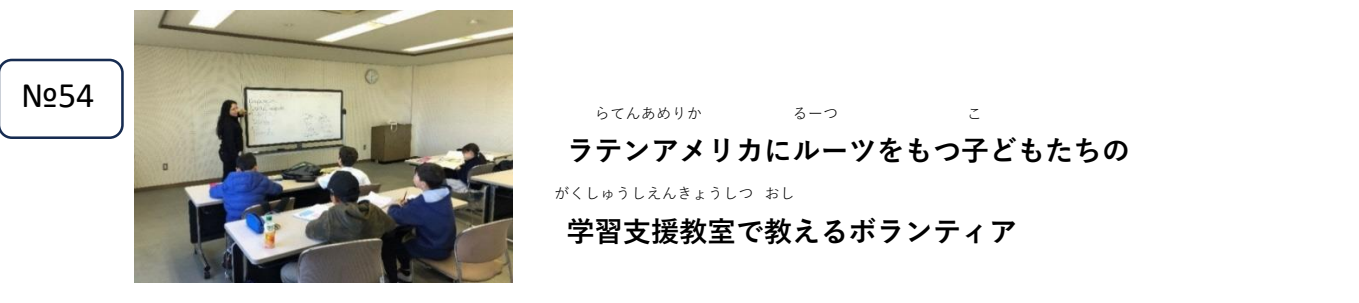 №54
らてんあめりか るーつ こ
ラテンアメリカにルーツをもつ子どもたちの
がくしゅうしえんきょうしつ おし
学習支援教室で教えるボランティア